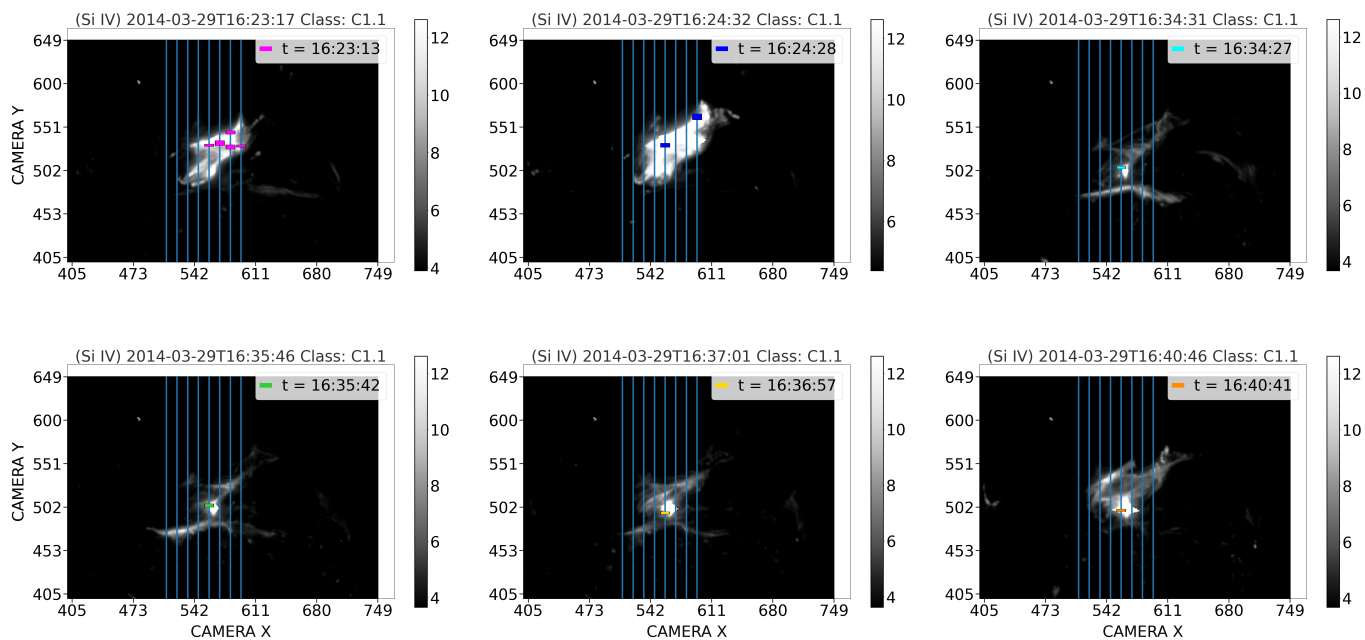 (Si IV) 2014-03-29T16:23:17 Class: C1.1
t = 16:23:13
CAMERA Y
649
600
551
502
453
405
405 473 542 611 680 749
12
10
8
6
4
(Si IV) 2014-03-29T16:24:32 Class: C1.1
t = 16:24:28
649
600
551
502
453
405
405 473 542 611 680 749
12
10
8
6
(Si IV) 2014-03-29T16:34:31 Class: C1.1
t = 16:34:27
649
600
551
502
453
405
405 473 542 611 680 749
12
10
8
6
4
(Si IV) 2014-03-29T16:35:46 Class: C1.1
t = 16:35:42
CAMERA Y
649
600
551
502
453
405
405 473 542 611 680 749
CAMERA X
12
10
8
6
4
(Si IV) 2014-03-29T16:37:01 Class: C1.1
t = 16:36:57
649
600
551
502
453
405
405 473 542 611 680 749
CAMERA X
12
10
8
6
4
(Si IV) 2014-03-29T16:40:46 Class: C1.1
t = 16:40:41
649
600
551
502
453
405
405 473 542 611 680 749
CAMERA X
12
10
8
6
4